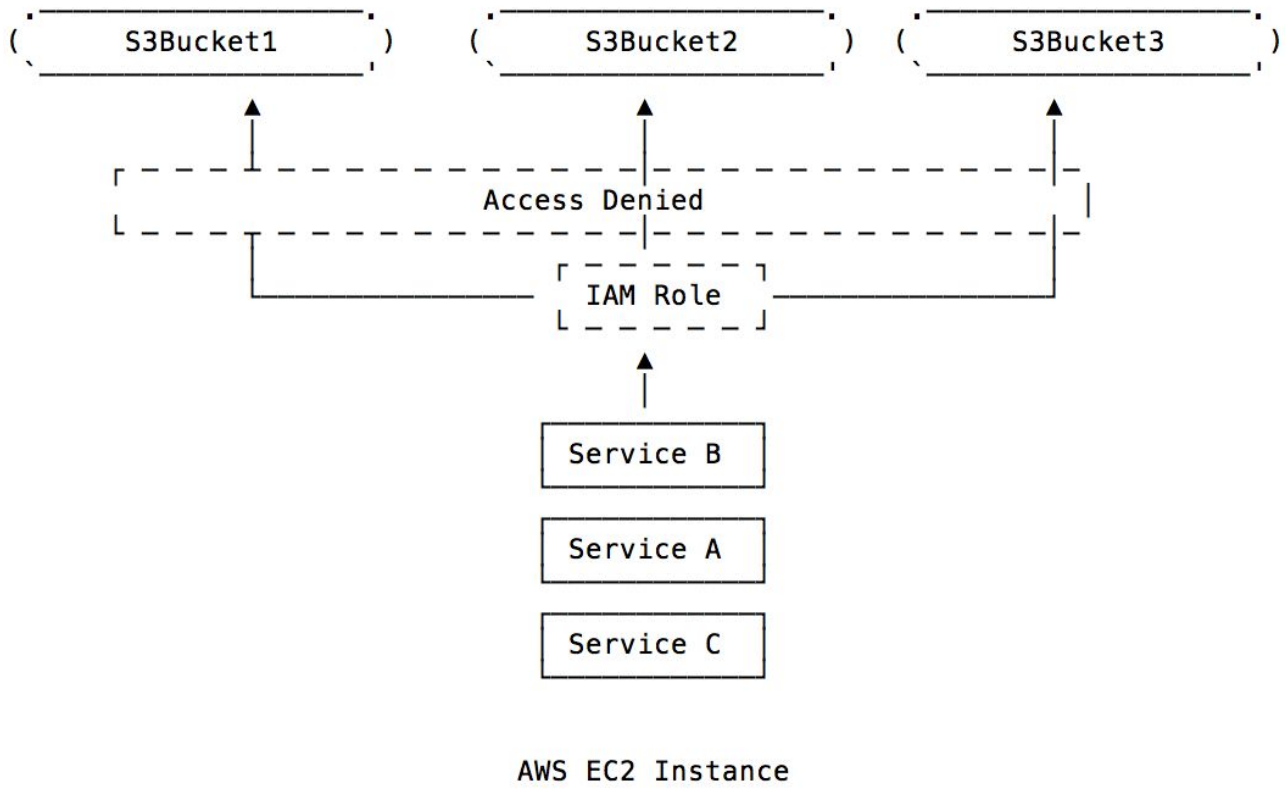 S3Bucket1 S3Bucket2 S3Bucket3
Access Denied
IAM Role
Service B
Service A
Service C
AWS EC2 Instance